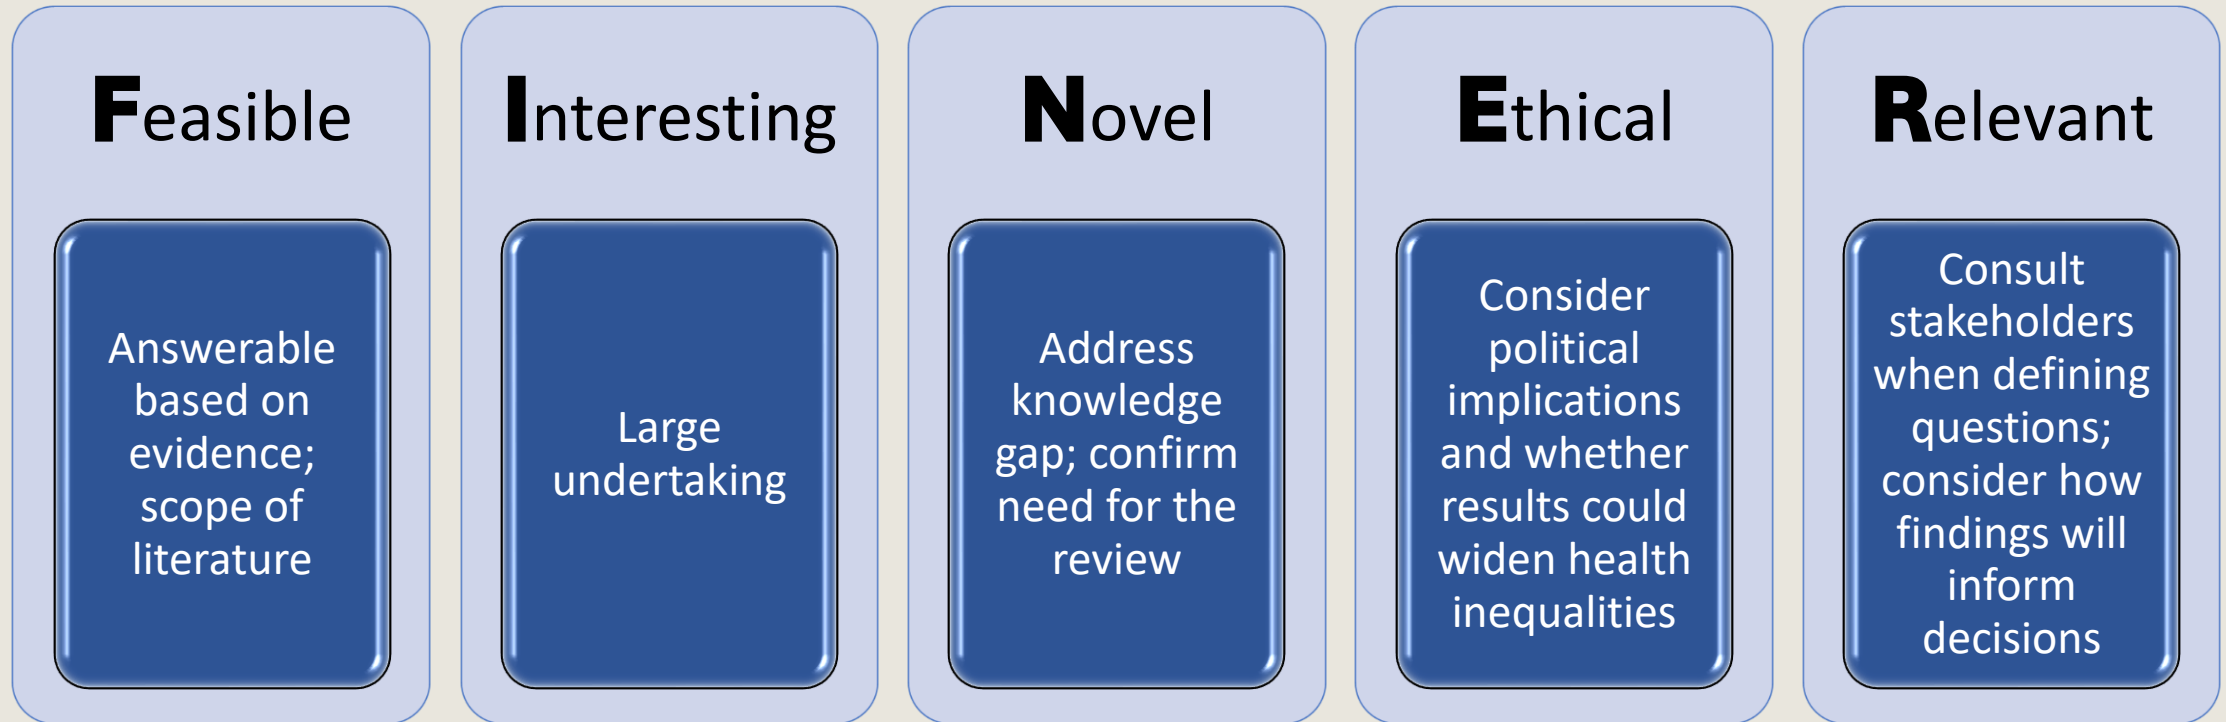 Feasible
Answerable
based on
evidence;
scope of
literature
Interesting
Large
undertaking
Novel
Address
knowledge
gap; confirm
need for the
review
Ethical
Consider
political
implications
and whether
results could
widen health
inequalities
Relevant
Consult
stakeholders
when defining
questions;
consider how
findings will
inform
decisions